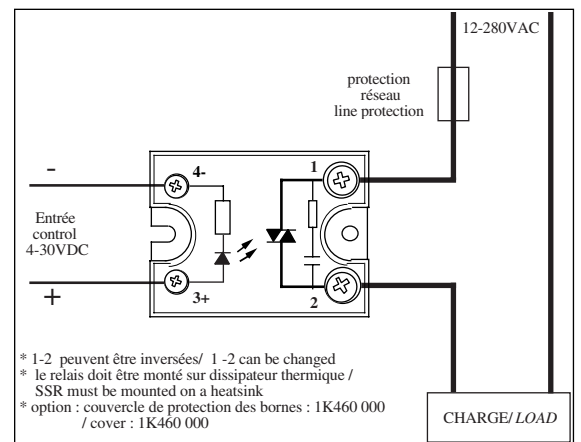 12-280VAC
protection
réseau
line protection
-
4-
1
Entrée
control
4-30VDC
+
3+
2
* 1-2 peuvent être inversées/ 1 -2 can be changed
* le relais doit être monté sur dissipateur thermique /
SSR must be mounted on a heatsink
* option : couvercle de protection des bornes : 1K460 000
/ cover : 1K460 000
CHARGE/ LOAD